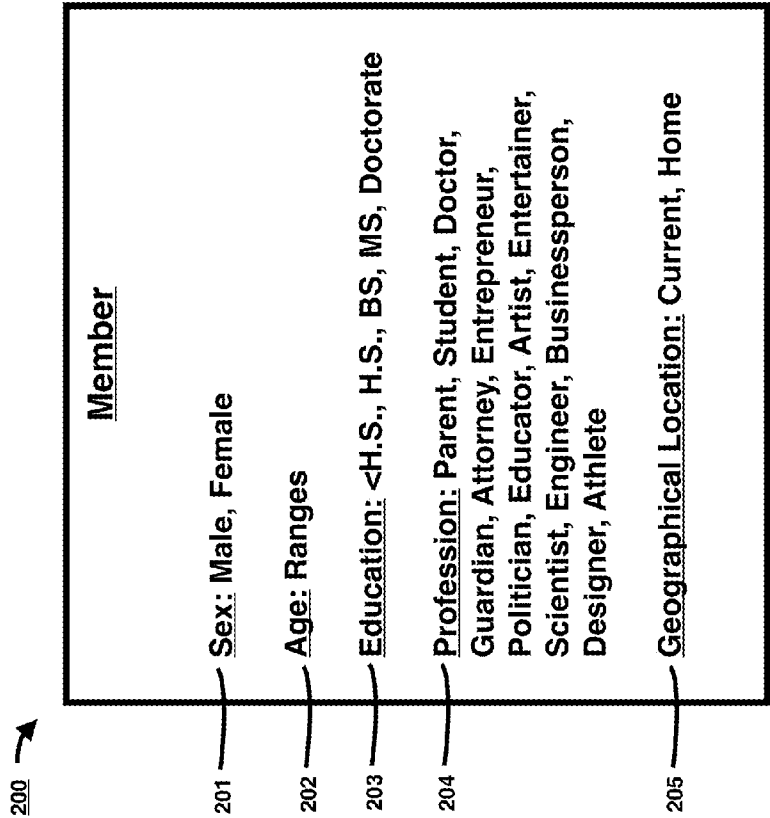 200
Member
201 Sex: Male, Female
202 Age: Ranges
203 Education: <H.S., H.S., BS, MS, Doctorate
204 Profession: Parent, Student, Doctor,
Guardian, Attorney, Entrepreneur,
Politician, Educator, Artist, Entertainer,
Scientist, Engineer, Businessperson,
Designer, Athlete
205 Geographical Location: Current, Home